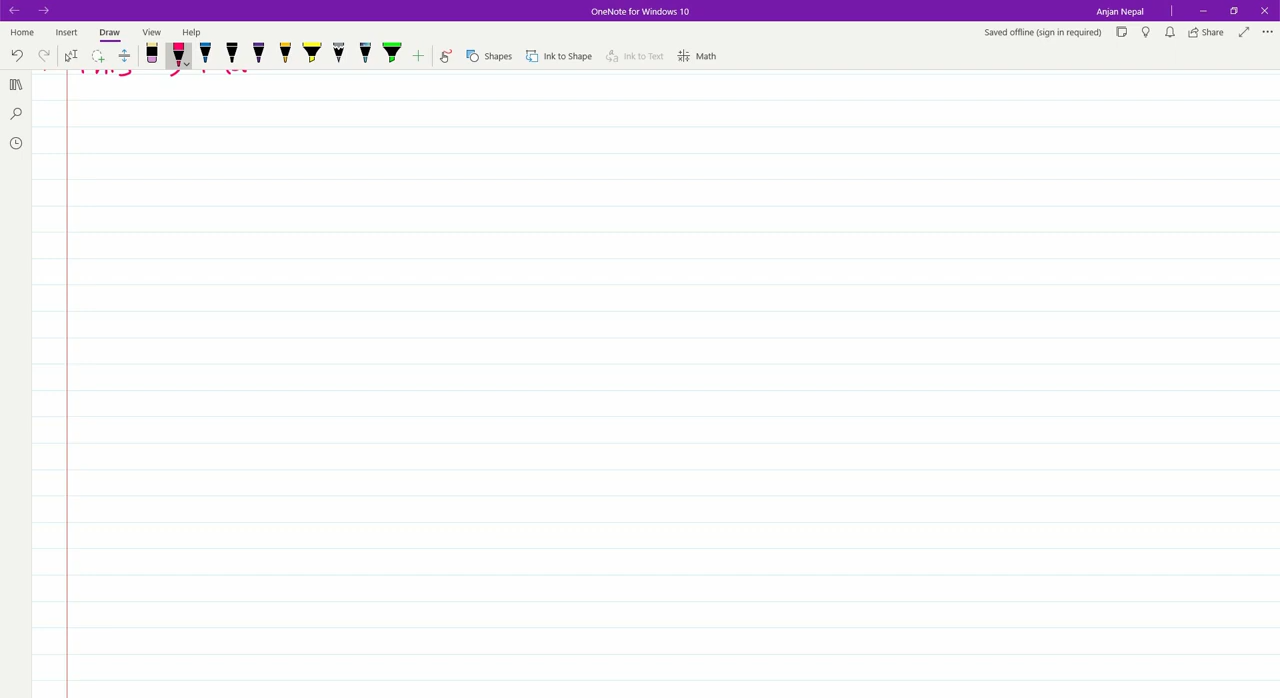 OneNote for Windows 10
Anjan Nepal
Home Insert Draw View Help
Saved offline (sign in required) Share
Shapes Ink to Shape Ink to Text Math
This